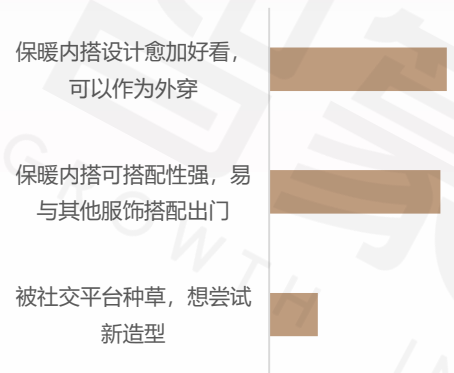 保暖内搭设计愈加好看，
可以作为外穿
保暖内搭可搭配性强，易
与其他服饰搭配出门
被社交平台种草，想尝试
新造型
GROWTH